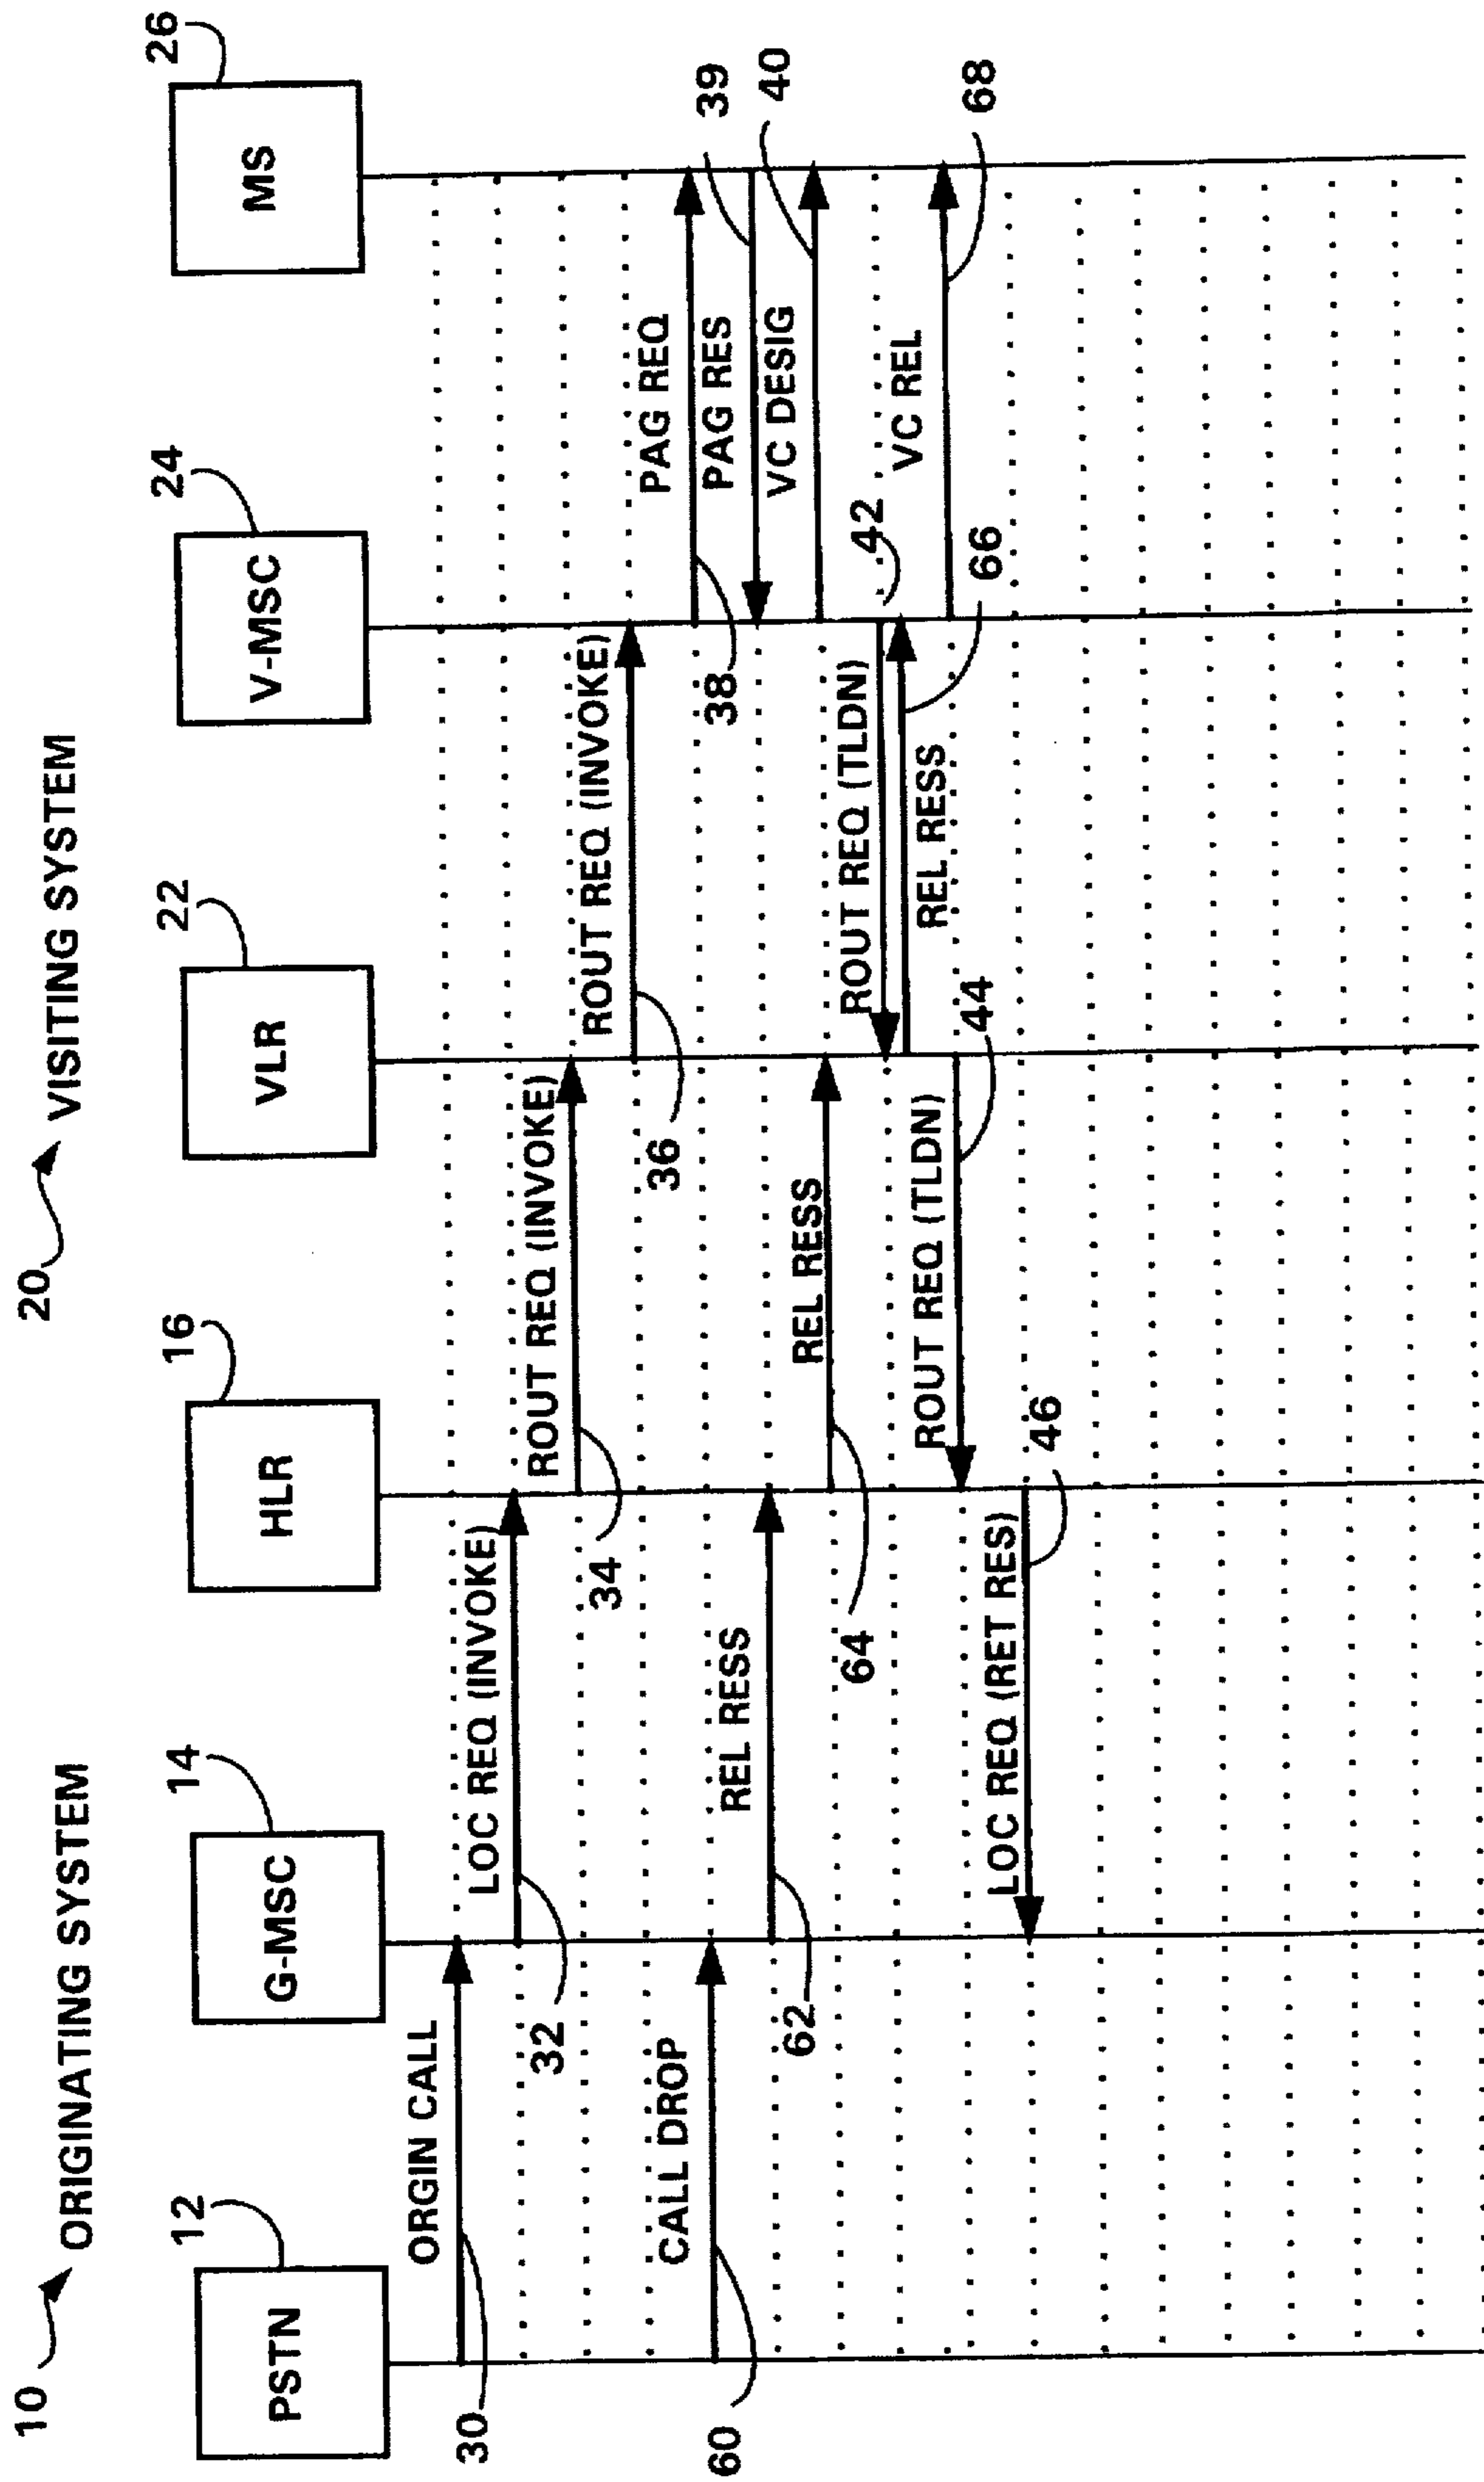 10 ORIGINATING SYSTEM
20 VISITING SYSTEM
12
14
16
22
24
26
PSTN
G-MSC
HLR
VLR
V-MSC
MS
ORGIN CALL
30
LOC REQ (INVOKE)
32
ROUT REQ (INVOKE)
34
ROUT REQ (INVOKE)
36
PAG REQ
38
CALL DROP
60
PAG RES
39
REL RESS
62
VC DESIG
40
REL RESS
64
ROUT REQ (TLDN)
42
REL RESS
66
VC REL
68
ROUT REQ (TLDN)
44
LOC REQ (RET RES)
46